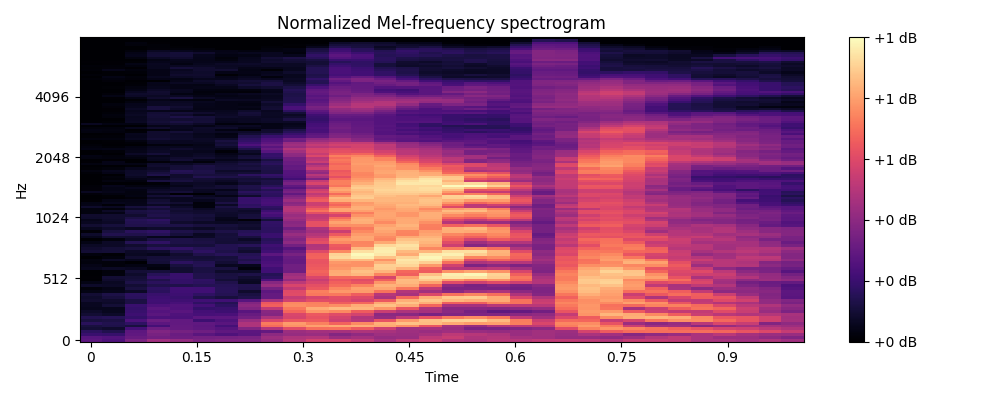 Normalized Mel-frequency spectrogram
Hz
4096
2048
1024
512
0
0 0.15 0.3 0.45 0.6 0.75 0.9
Time
+1 dB
+1 dB
+1 dB
+0 dB
+0 dB
+0 dB